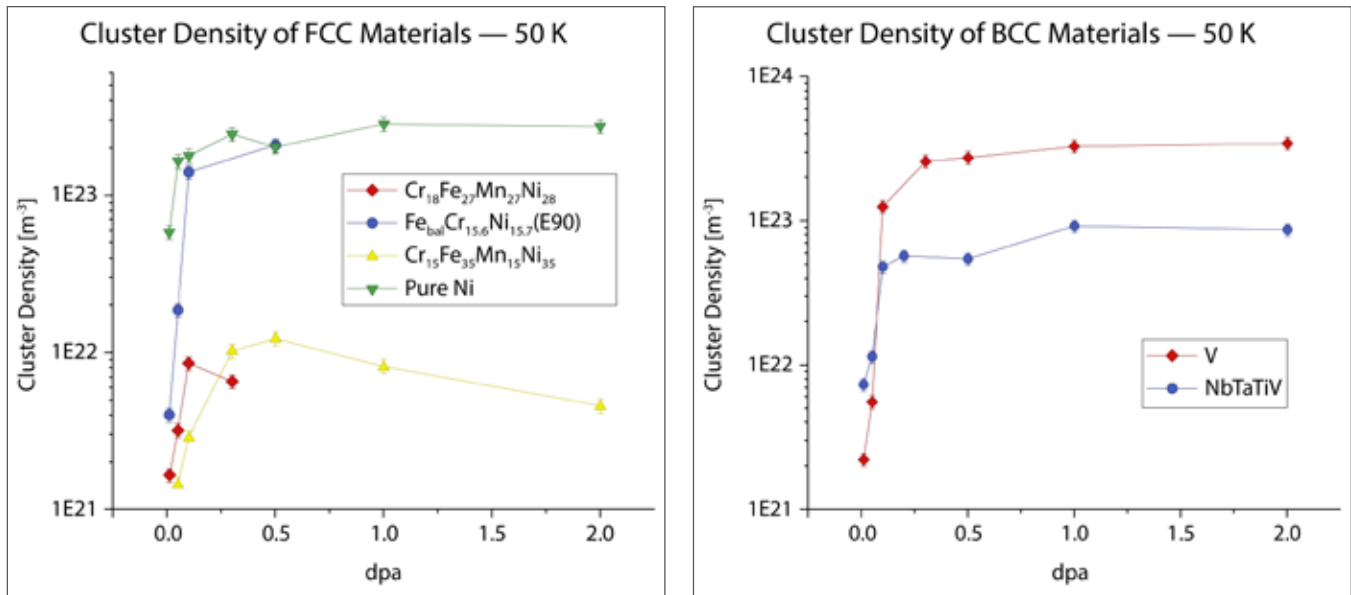 Cluster Density of FCC Materials — 50 K
Cluster Density [m⁻³]
1E23
1E22
1E21
Cr₁₈Fe₂₇Mn₂₇Ni₂₈
Fe_balCr₁₅.₆Ni₁₅.₇(E90)
Cr₁₅Fe₃₅Mn₁₅Ni₃₅
Pure Ni
0.0 0.5 1.0 1.5 2.0
dpa
Cluster Density of BCC Materials — 50 K
Cluster Density [m⁻³]
1E24
1E23
1E22
1E21
V
NbTaTiV
0.0 0.5 1.0 1.5 2.0
dpa